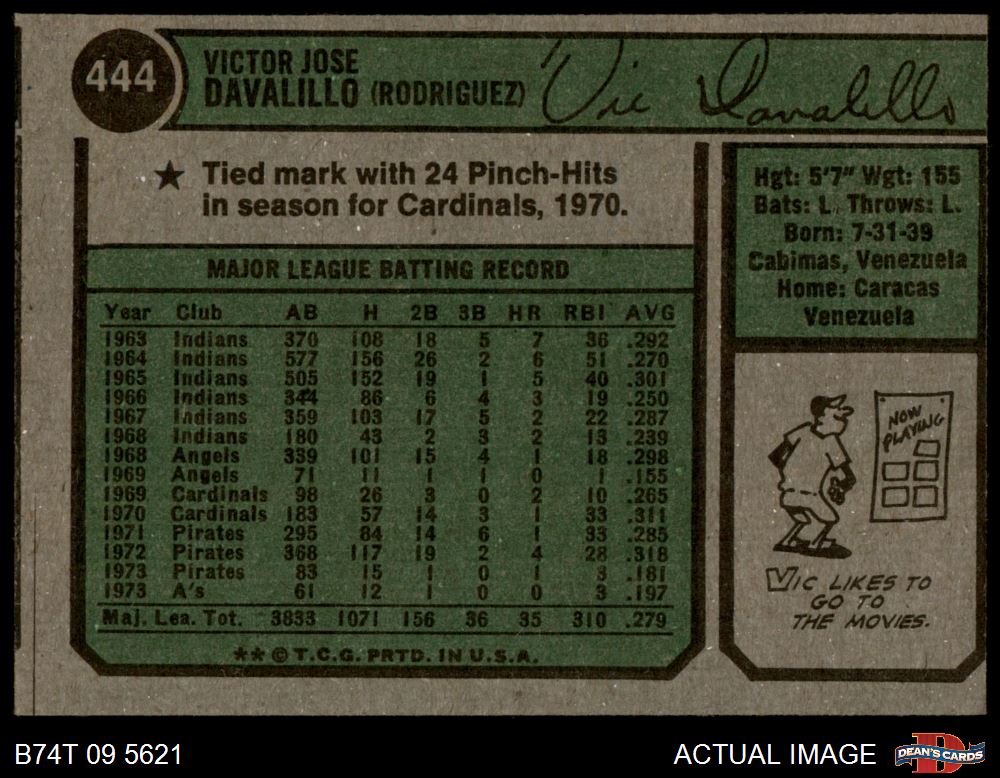 444
VICTOR JOSE
DAVALILLO (RODRIGUEZ)
Vic Davalillo
★ Tied mark with 24 Pinch-Hits
in season for Cardinals, 1970.
MAJOR LEAGUE BATTING RECORD
Year Club AB H 2B 3B HR RBI AVG
1963 Indians 370 108 18 5 7 36 .292
1964 Indians 577 156 26 2 6 51 .270
1965 Indians 505 152 19 1 5 40 .301
1966 Indians 344 86 6 4 3 19 .250
1967 Indians 359 103 17 5 2 22 .287
1968 Indians 180 43 2 3 2 13 .239
1968 Angels 339 101 15 4 1 18 .298
1969 Angels 71 11 1 1 0 1 .155
1969 Cardinals 98 26 3 0 2 10 .265
1970 Cardinals 183 57 14 3 1 33 .311
1971 Pirates 295 84 14 6 1 33 .285
1972 Pirates 368 117 19 2 4 28 .318
1973 Pirates 83 15 1 0 1 3 .181
1973 A's 61 12 1 0 0 3 .197
Maj. Lea. Tot. 3833 1071 156 36 35 310 .279
** © T.C.G. PRTD. IN U.S.A.
Hgt: 5'7" Wgt: 155
Bats: L. Throws: L.
Born: 7-31-39
Cabimas, Venezuela
Home: Caracas
Venezuela
NOW
PLAYING
VIC LIKES TO
GO TO
THE MOVIES.
B74T 09 5621
ACTUAL IMAGE
D
DEAN'S CARDS